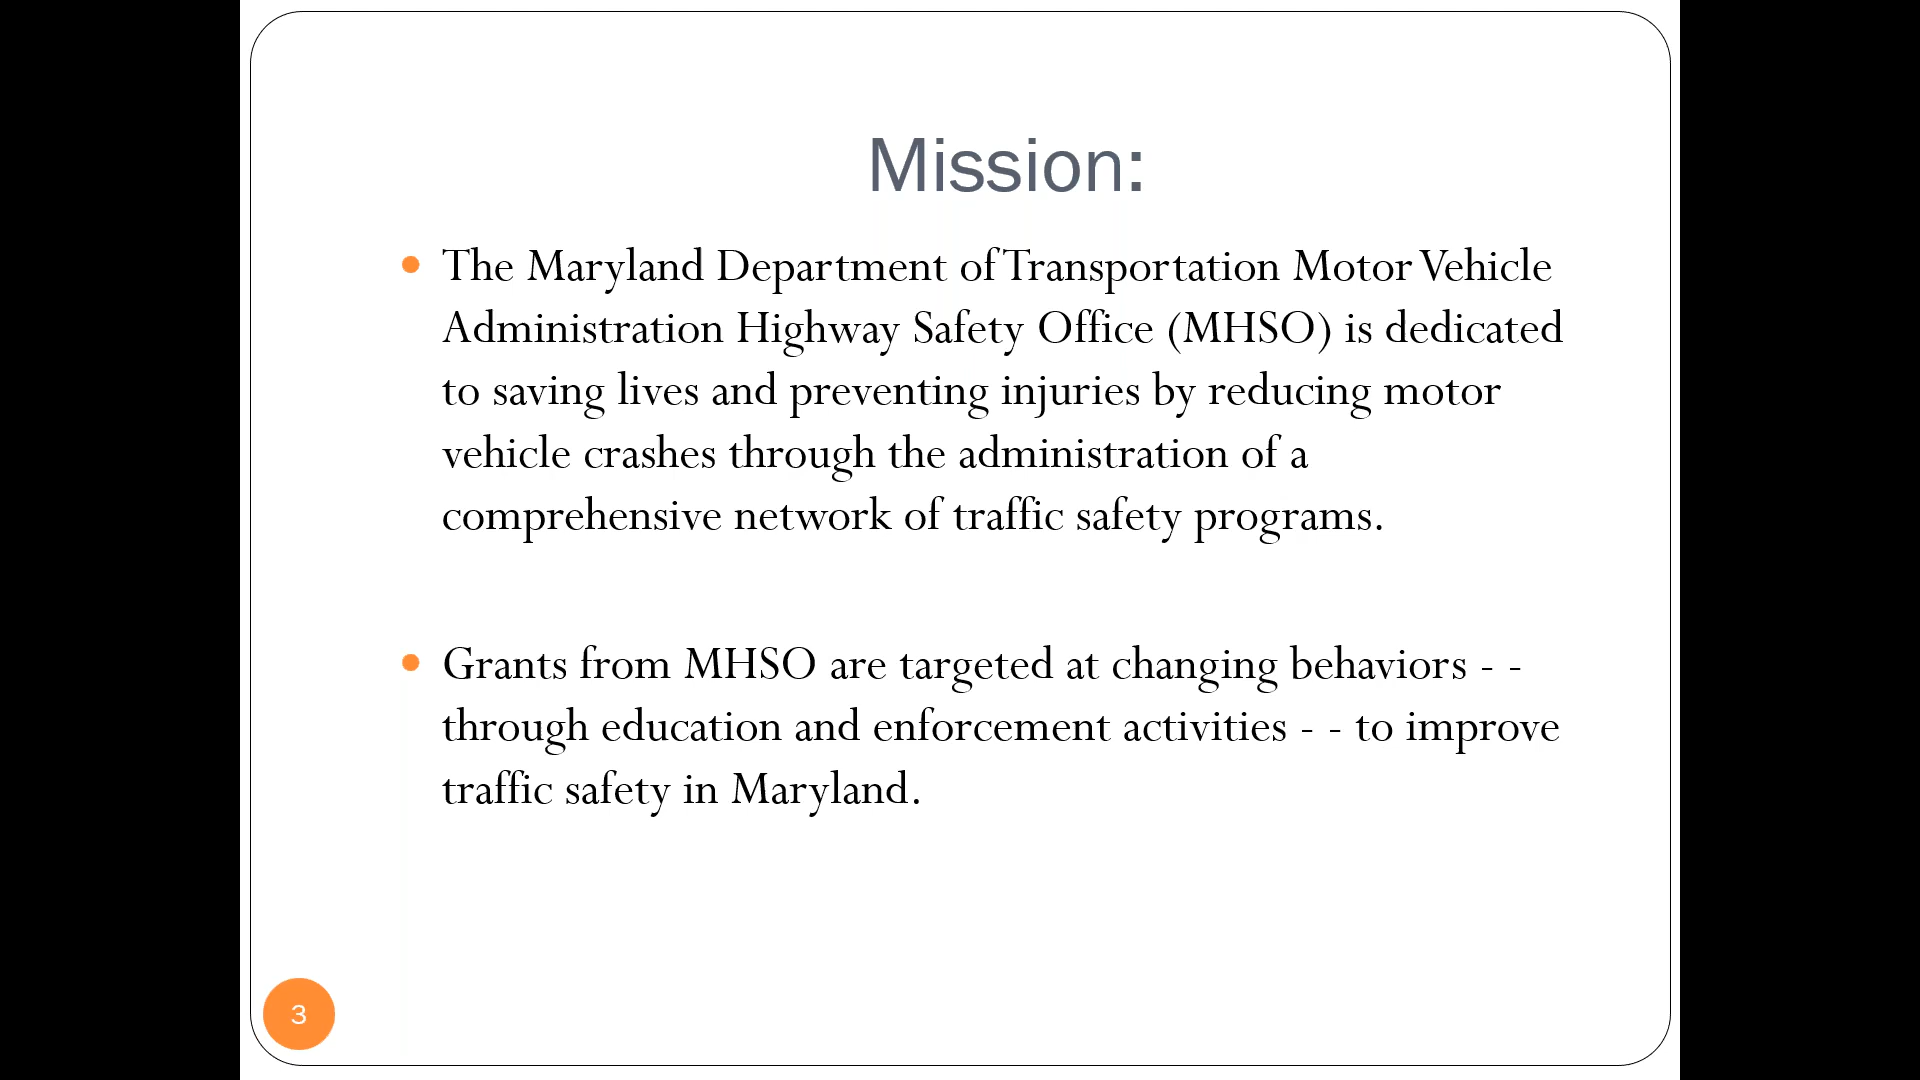 Mission:
The Maryland Department of Transportation Motor Vehicle
Administration Highway Safety Office (MHSO) is dedicated
to saving lives and preventing injuries by reducing motor
vehicle crashes through the administration of a
comprehensive network of traffic safety programs.
Grants from MHSO are targeted at changing behaviors - -
through education and enforcement activities - - to improve
traffic safety in Maryland.
3